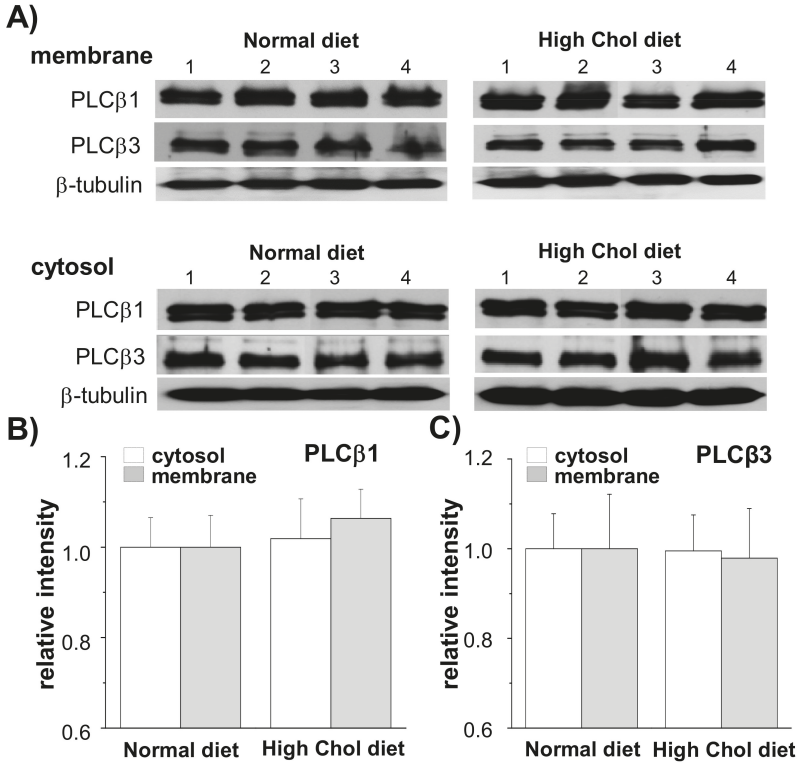 A)
Normal diet
High Chol diet
membrane
1 2 3 4
1 2 3 4
PLCβ1
PLCβ3
β-tubulin
Normal diet
High Chol diet
cytosol
1 2 3 4
1 2 3 4
PLCβ1
PLCβ3
β-tubulin
B)
PLCβ1
cytosol
membrane
relative intensity
1.2
1.0
0.8
0.6
Normal diet
High Chol diet
C)
PLCβ3
cytosol
membrane
relative intensity
1.2
1.0
0.8
0.6
Normal diet
High Chol diet